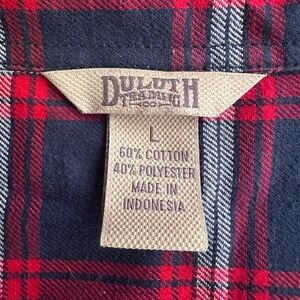 DULUTH
TRADING
CO
L
60% COTTON
40% POLYESTER
MADE IN
INDONESIA